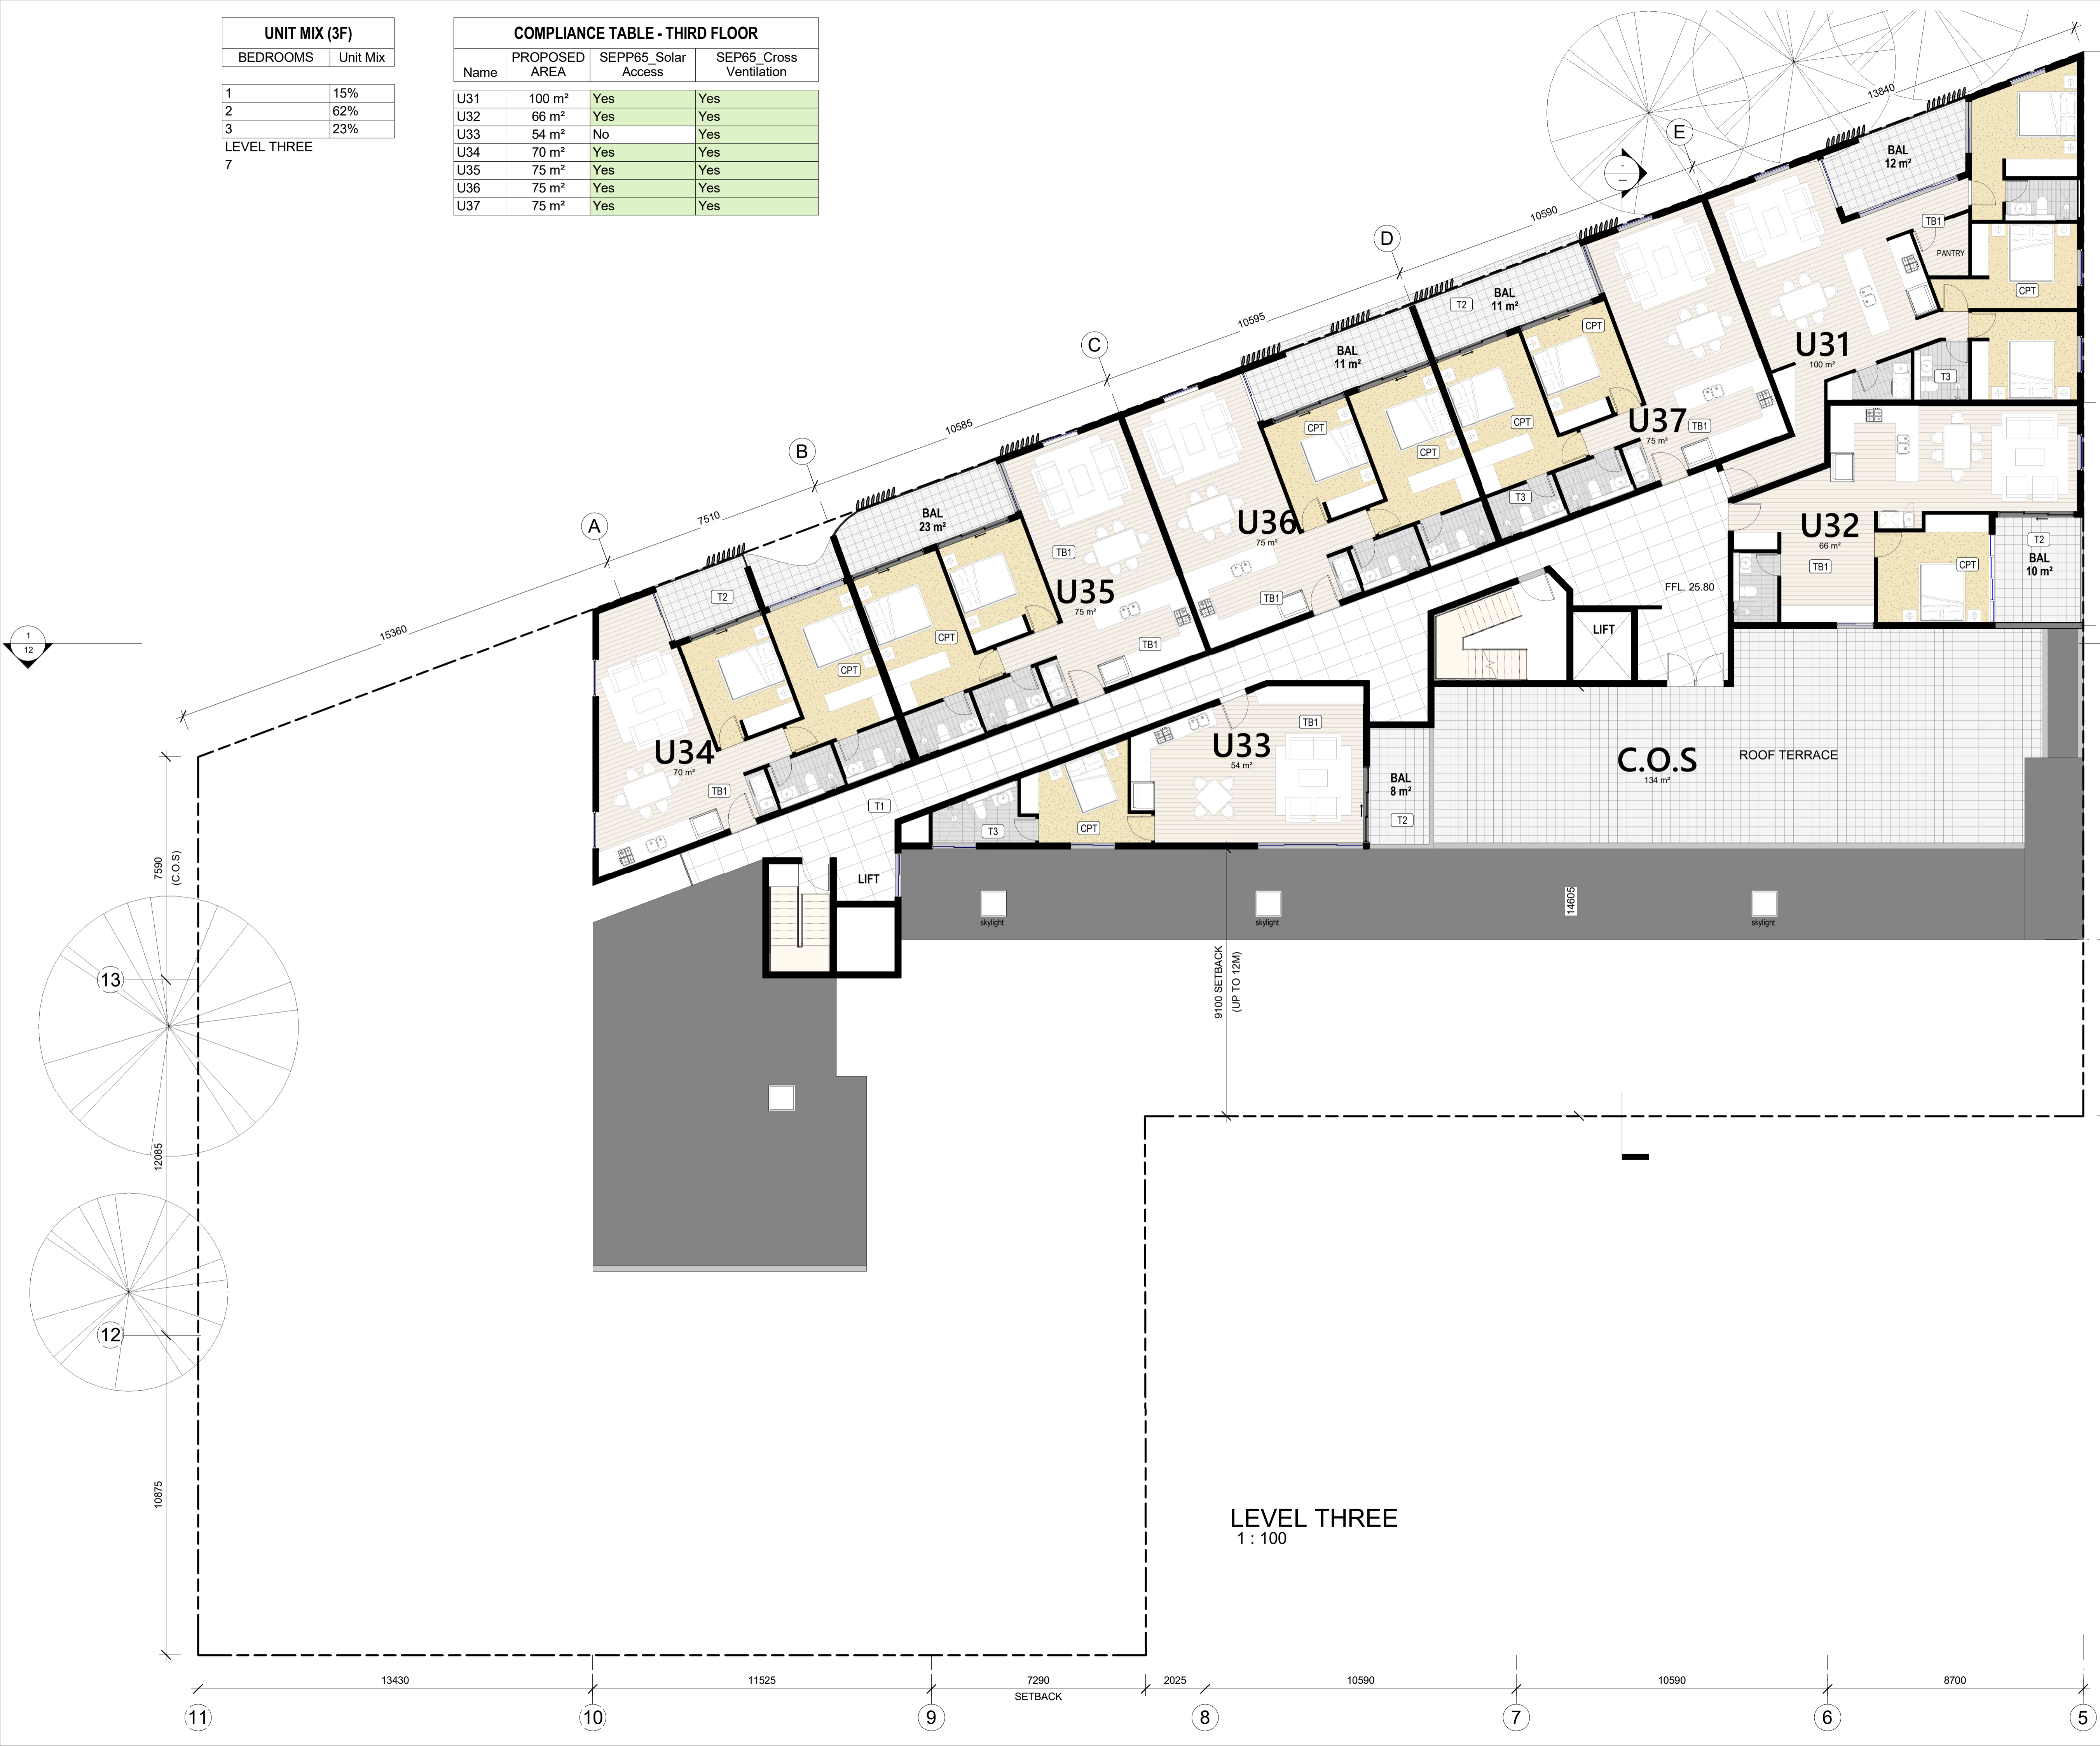 UNIT MIX (3F)
BEDROOMS Unit Mix
1 15%
2 62%
3 23%
LEVEL THREE
7
COMPLIANCE TABLE - THIRD FLOOR
Name PROPOSED AREA SEPP65_Solar Access SEP65_Cross Ventilation
U31 100 m² Yes Yes
U32 66 m² Yes Yes
U33 54 m² No Yes
U34 70 m² Yes Yes
U35 75 m² Yes Yes
U36 75 m² Yes Yes
U37 75 m² Yes Yes
13840
E
10590
D
10595
C
10585
B
7510
A
15360
1
12
BAL
12 m²
TB1
PANTRY
CPT
U31
100 m²
T3
T2
BAL
11 m²
CPT
CPT
U37
75 m²
TB1
T3
BAL
11 m²
CPT
CPT
U36
75 m²
TB1
BAL
23 m²
TB1
U35
75 m²
CPT
TB1
T2
CPT
U34
70 m²
TB1
T1
U32
66 m²
TB1
CPT
T2
BAL
10 m²
FFL. 25.80
LIFT
TB1
U33
54 m²
CPT
T3
BAL
8 m²
T2
C.O.S
134 m²
ROOF TERRACE
LIFT
skylight
skylight
skylight
14605
9100 SETBACK
(UP TO 12M)
7590
(C.O.S)
13
12085
12
10875
LEVEL THREE
1 : 100
13430
11525
7290
SETBACK
2025
10590
10590
8700
11
10
9
8
7
6
5